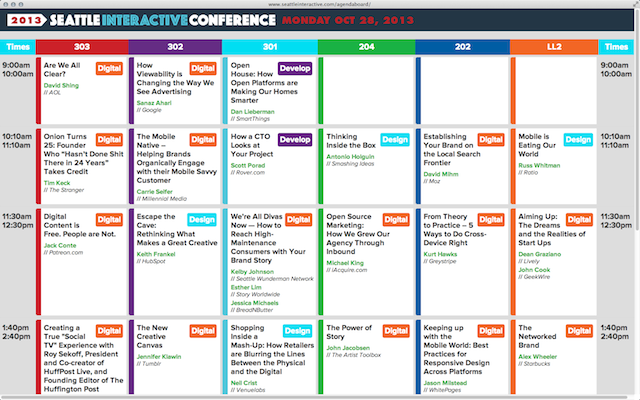 www.seattleinteractive.com/agendaboard/
2013 SEATTLE INTERACTIVE CONFERENCE MONDAY OCT 28, 2013
Times 303 302 301 204 202 LL2 Times
9:00am
10:00am
Are We All
Clear?
Digital
David Shing
// AOL
How
Viewability is
Changing the Way We
See Advertising
Digital
Sanaz Ahari
// Google
Open
House: How
Open Platforms are
Making Our Homes
Smarter
Develop
Dan Lieberman
// SmartThings
9:00am
10:00am
10:10am
11:10am
Onion Turns
25: Founder
Who “Hasn't Done Shit
There in 24 Years”
Takes Credit
Digital
Tim Keck
// The Stranger
The Mobile
Native –
Helping Brands
Organically Engage
with their Mobile Savvy
Customer
Digital
Carrie Seifer
// Millennial Media
How a CTO
Looks at
Your Project
Develop
Scott Porad
// Rover.com
Thinking
Inside the Box
Design
Antonio Holguin
// Smashing Ideas
Establishing
Your Brand on
the Local Search
Frontier
Digital
David Mihm
// Moz
Mobile is
Eating Our
World
Design
Russ Whitman
// Ratio
10:10am
11:10am
11:30am
12:30pm
Digital
Content is
Free. People are Not.
Digital
Jack Conte
// Patreon.com
Escape the
Cave:
Rethinking What
Makes a Great Creative
Design
Keith Frankel
// HubSpot
We're All Divas
Now — How to
Reach High-
Maintenance
Consumers with Your
Brand Story
Digital
Kelby Johnson
// Seattle Wunderman Network
Esther Lim
// Story Worldwide
Jessica Michaels
// BreadNButter
Open Source
Marketing:
How We Grew Our
Agency Through
Inbound
Digital
Michael King
// iAcquire.com
From Theory
to Practice – 5
Ways to Do Cross-
Device Right
Digital
Kurt Hawks
// Greystripe
Aiming Up:
The Dreams
and the Realities of
Start Ups
Digital
Dean Graziano
// Lively
John Cook
// GeekWire
11:30am
12:30pm
1:40pm
2:40pm
Creating a
True "Social
TV" Experience with
Roy Sekoff, President
and Co-creator of
HuffPost Live, and
Founding Editor of The
Huffington Post
Digital
The New
Creative
Canvas
Digital
Jennifer Klawin
// Tumblr
Shopping
Inside a
Mash-Up: How Retailers
are Blurring the Lines
Between the Physical
and the Digital
Design
Neil Crist
// Venuelabs
The Power of
Story
Digital
John Jacobsen
// The Artist Toolbox
Keeping up
with the
Mobile World: Best
Practices for
Responsive Design
Across Platforms
Digital
Jason Milstead
// WhitePages
The
Networked
Brand
Digital
Alex Wheeler
// Starbucks
1:40pm
2:40pm